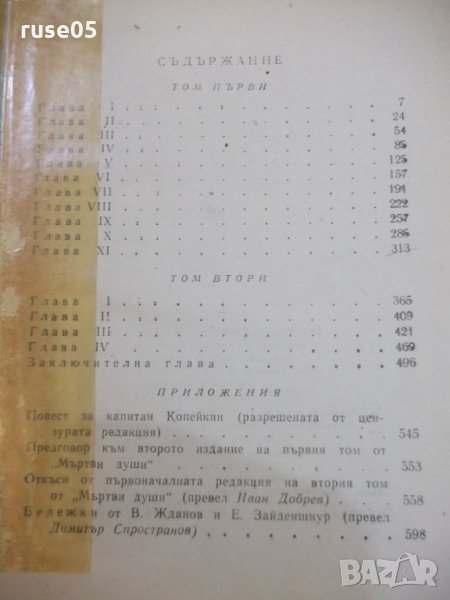 ruse05
СЪДЪРЖАНИЕ
ТОМ ПЪРВИ
Глава I . . . . . . . . . . . 7
Глава II . . . . . . . . . . . 24
Глава III . . . . . . . . . . . 54
Глава IV . . . . . . . . . . . 85
Глава V . . . . . . . . . . . 125
Глава VI . . . . . . . . . . . 157
Глава VII . . . . . . . . . . . 191
Глава VIII . . . . . . . . . . . 222
Глава IX . . . . . . . . . . . 257
Глава X . . . . . . . . . . . 286
Глава XI . . . . . . . . . . . 313
ТОМ ВТОРИ
Глава I . . . . . . . . . . . 365
Глава II . . . . . . . . . . . 409
Глава III . . . . . . . . . . . 421
Глава IV . . . . . . . . . . . 469
Заключителна глава . . . . . . . . 496
ПРИЛОЖЕНИЯ
Повест за капитан Копейкин (разрешената от цен-
зурата редакция) . . . . . . . . 545
Предговор към второто издание на първия том от
„Мъртви души“ . . . . . . . . 553
Откъси от първоначалната редакция на втория том
от „Мъртви души“ (превел Иван Добрев) . . . 558
Бележки от В. Жданов и Е. Зайденшнур (превел
Димитър Спространов) . . . . . . . 598
BAZAR